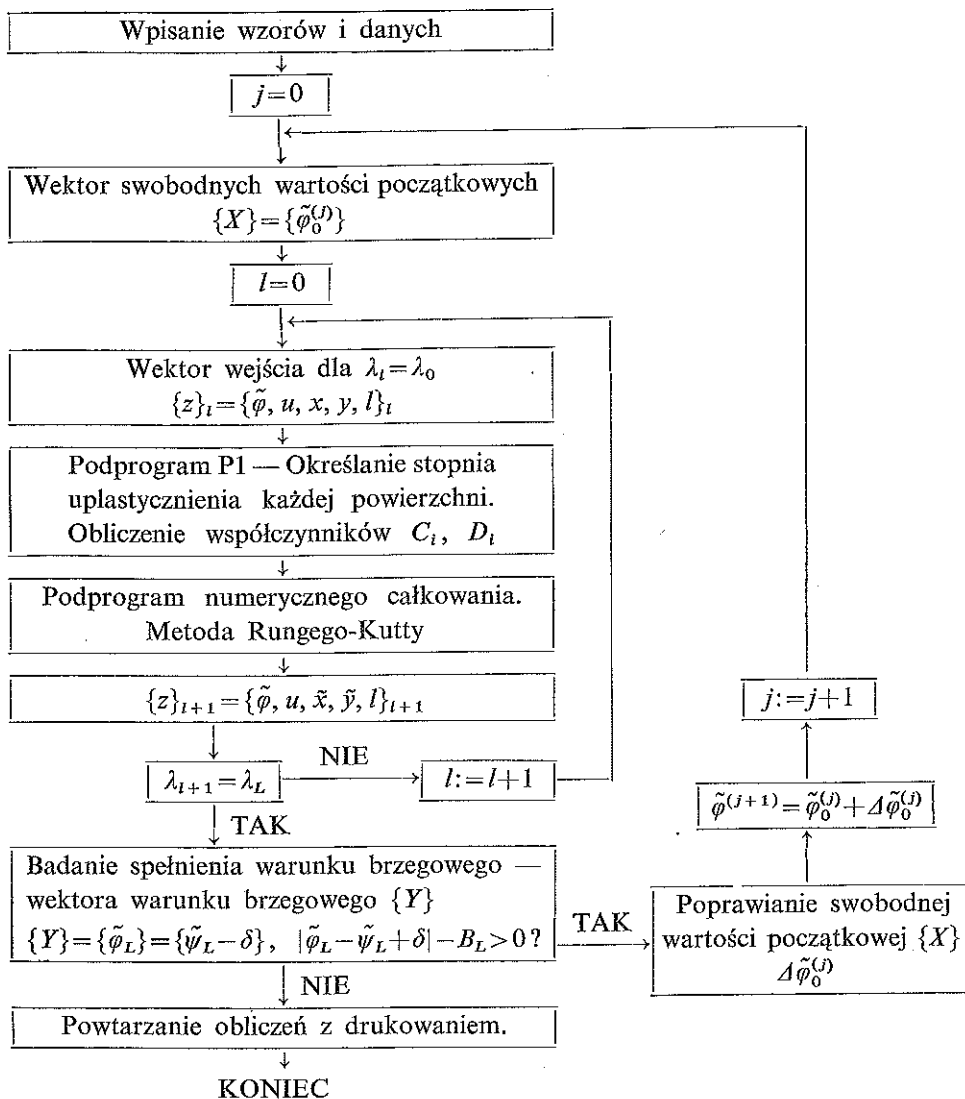 Wpisanie wzorów i danych
j=0
Wektor swobodnych wartości początkowych
{X}={φ̃₀⁽ʲ⁾}
l=0
Wektor wejścia dla λ_l=λ₀
{z}_l={φ̃, u, x, y, l}_l
Podprogram P1 — Określanie stopnia
uplastycznienia każdej powierzchni.
Obliczenie współczynników C_i, D_i
Podprogram numerycznego całkowania.
Metoda Rungego-Kutty
{z}_{l+1}={φ̃, u, x̃, ỹ, l}_{l+1}
λ_{l+1}=λ_L
NIE
l:=l+1
TAK
Badanie spełnienia warunku brzegowego —
wektora warunku brzegowego {Y}
{Y}={φ̃_L}={ψ̃_L−δ}, |φ̃_L−ψ̃_L+δ|−B_L>0?
TAK
Poprawianie swobodnej
wartości początkowej {X}
Δφ̃₀⁽ʲ⁾
φ̃⁽ʲ⁺¹⁾=φ̃₀⁽ʲ⁾+Δφ̃₀⁽ʲ⁾
j:=j+1
NIE
Powtarzanie obliczeń z drukowaniem.
KONIEC